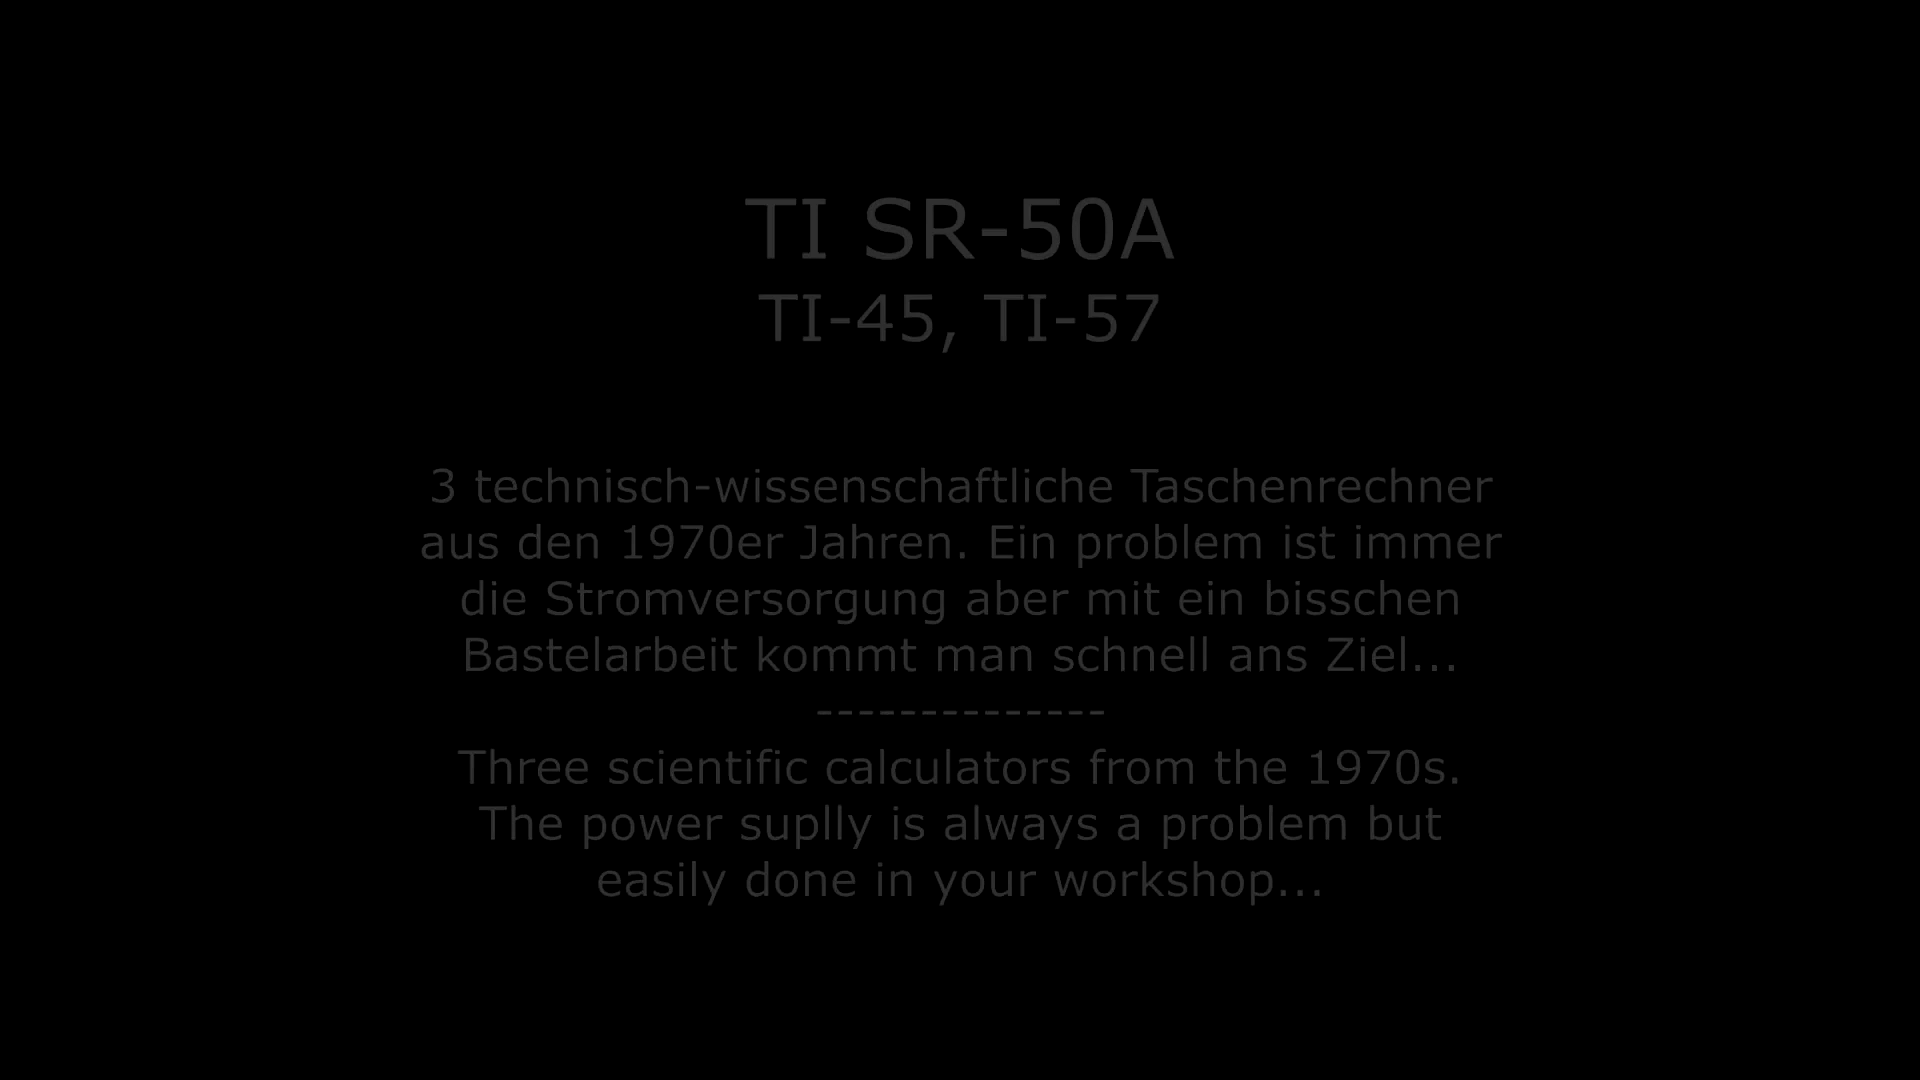 TI SR-50A
TI-45, TI-57
3 technisch-wissenschaftliche Taschenrechner
aus den 1970er Jahren. Ein problem ist immer
die Stromversorgung aber mit ein bisschen
Bastelarbeit kommt man schnell ans Ziel...
--------------
Three scientific calculators from the 1970s.
The power suplly is always a problem but
easily done in your workshop...